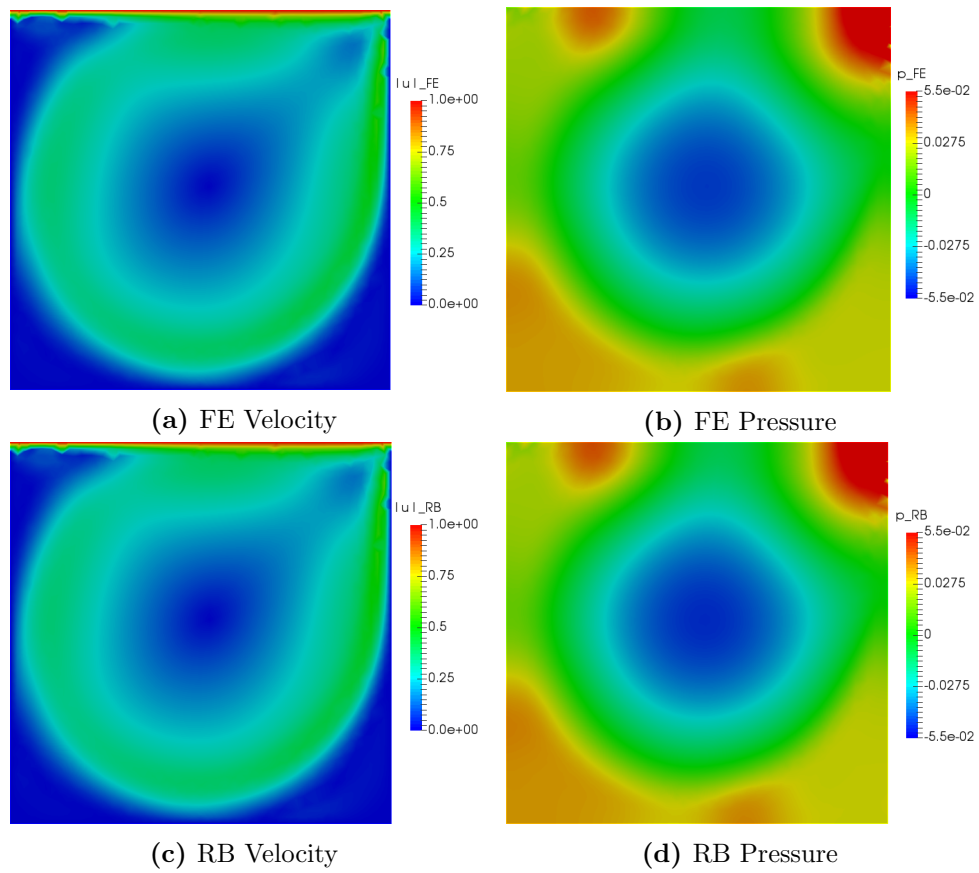 |u|_FE
1.0e+00
0.75
0.5
0.25
0.0e+00
p_FE
5.5e-02
0.0275
0
-0.0275
-5.5e-02
(a) FE Velocity
(b) FE Pressure
|u|_RB
1.0e+00
0.75
0.5
0.25
0.0e+00
p_RB
5.5e-02
0.0275
0
-0.0275
-5.5e-02
(c) RB Velocity
(d) RB Pressure